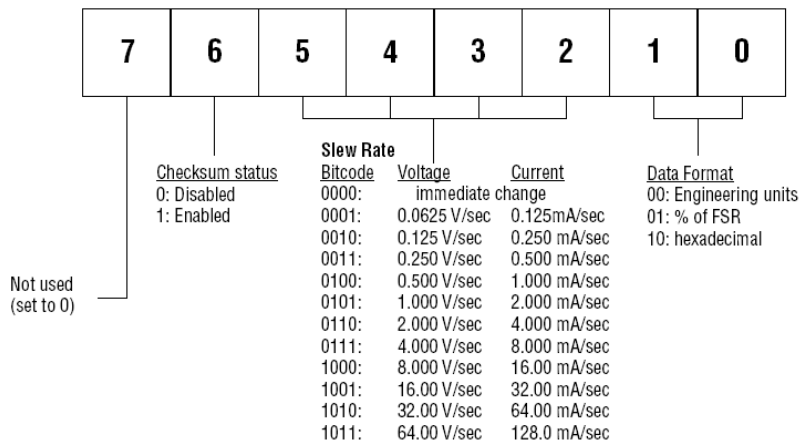 7 6 5 4 3 2 1 0
Slew Rate
Checksum status
0: Disabled
1: Enabled
Bitcode Voltage Current
0000: immediate change
0001: 0.0625 V/sec 0.125mA/sec
0010: 0.125 V/sec 0.250 mA/sec
0011: 0.250 V/sec 0.500 mA/sec
0100: 0.500 V/sec 1.000 mA/sec
0101: 1.000 V/sec 2.000 mA/sec
0110: 2.000 V/sec 4.000 mA/sec
0111: 4.000 V/sec 8.000 mA/sec
1000: 8.000 V/sec 16.00 mA/sec
1001: 16.00 V/sec 32.00 mA/sec
1010: 32.00 V/sec 64.00 mA/sec
1011: 64.00 V/sec 128.0 mA/sec
Data Format
00: Engineering units
01: % of FSR
10: hexadecimal
Not used
(set to 0)